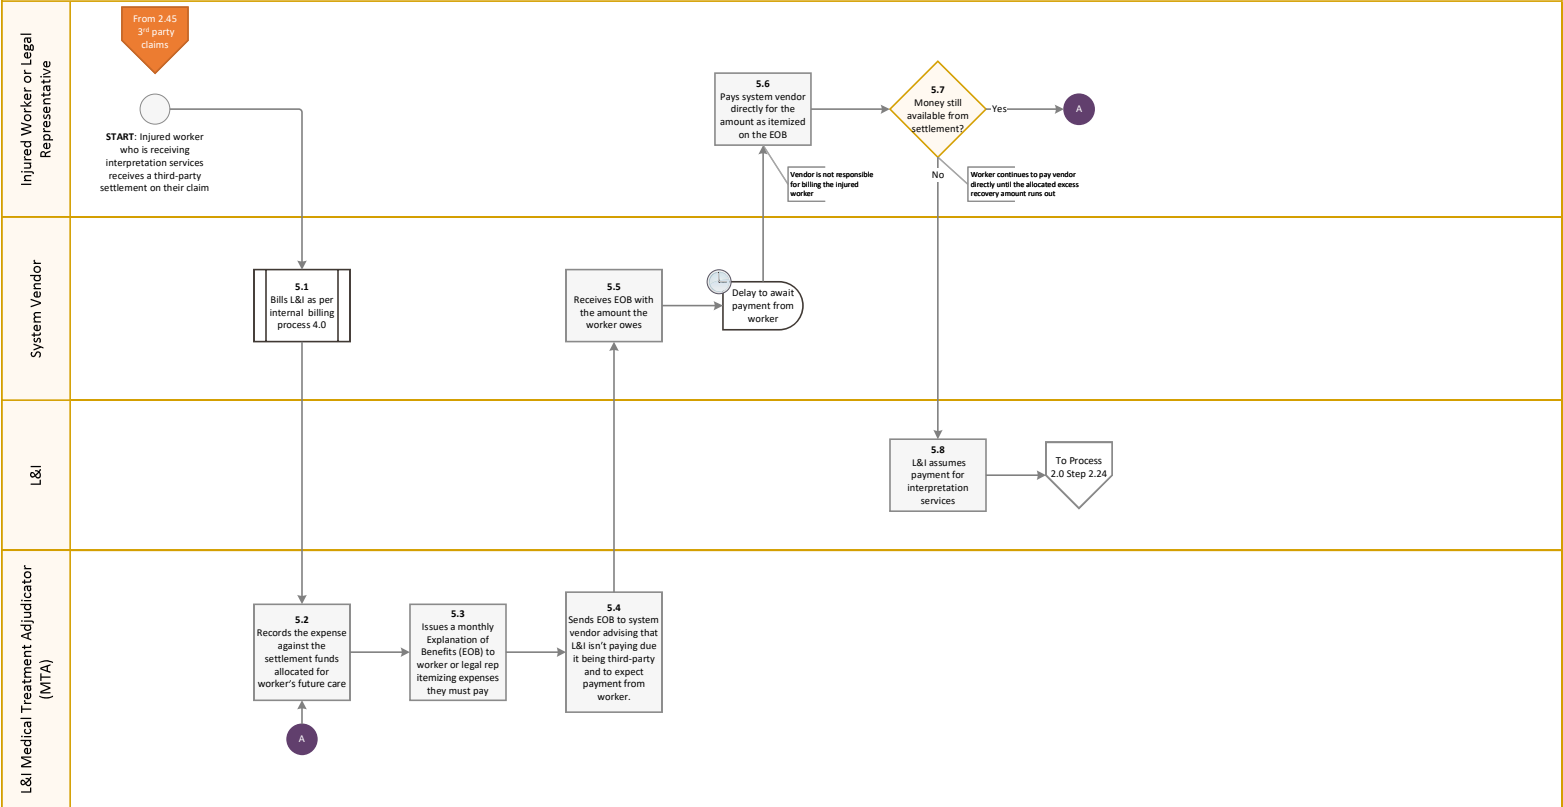 Injured Worker or Legal
Representative
From 2.45
3rd party
claims
START: Injured worker
who is receiving
interpretation services
receives a third-party
settlement on their claim
5.6
Pays system vendor
directly for the
amount as itemized
on the EOB
Vendor is not responsible
for billing the injured
worker
5.7
Money still
available from
settlement?
Yes
A
No
Worker continues to pay vendor
directly until the allocated excess
recovery amount runs out
System Vendor
5.1
Bills L&I as per
internal billing
process 4.0
5.5
Receives EOB with
the amount the
worker owes
Delay to await
payment from
worker
L&I
5.8
L&I assumes
payment for
interpretation
services
To Process
2.0 Step 2.24
L&I Medical Treatment Adjudicator
(MTA)
5.2
Records the expense
against the
settlement funds
allocated for
worker's future care
A
5.3
Issues a monthly
Explanation of
Benefits (EOB) to
worker or legal rep
itemizing expenses
they must pay
5.4
Sends EOB to system
vendor advising that
L&I isn't paying due
it being third-party
and to expect
payment from
worker.